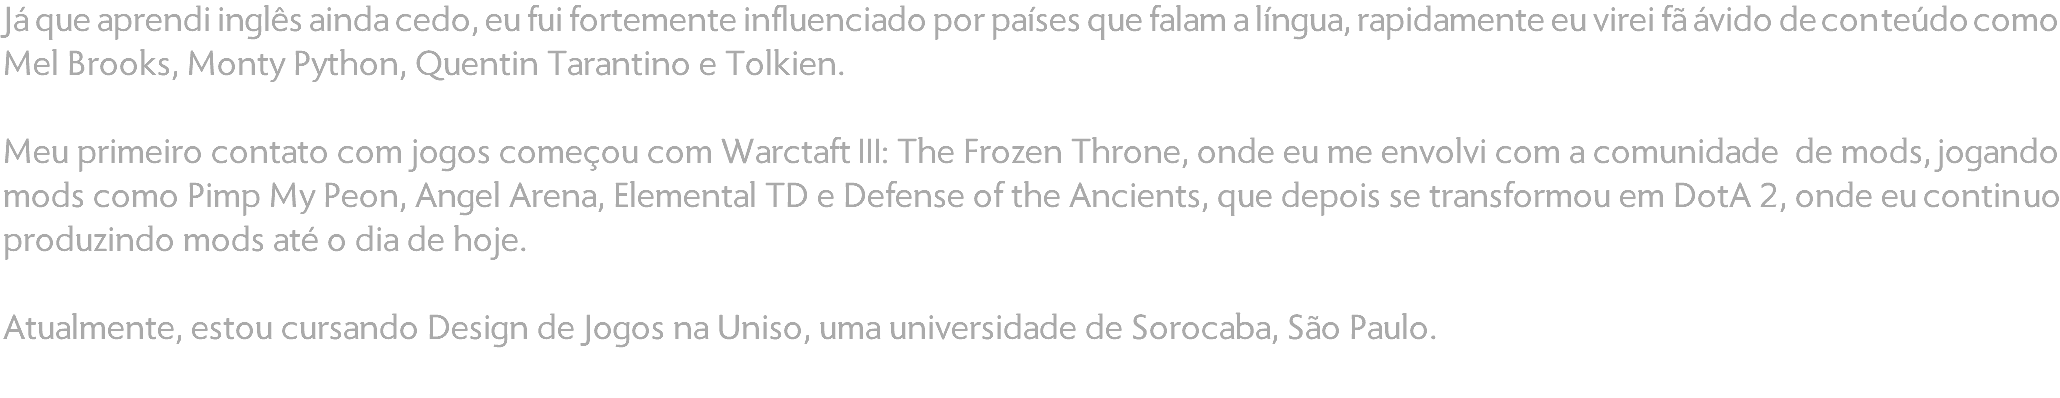 Já que aprendi inglês ainda cedo, eu fui fortemente influenciado por países que falam a língua, rapidamente eu virei fã ávido de conteúdo como
Mel Brooks, Monty Python, Quentin Tarantino e Tolkien.
Meu primeiro contato com jogos começou com Warctaft III: The Frozen Throne, onde eu me envolvi com a comunidade  de mods, jogando
mods como Pimp My Peon, Angel Arena, Elemental TD e Defense of the Ancients, que depois se transformou em DotA 2, onde eu continuo
produzindo mods até o dia de hoje.
Atualmente, estou cursando Design de Jogos na Uniso, uma universidade de Sorocaba, São Paulo.